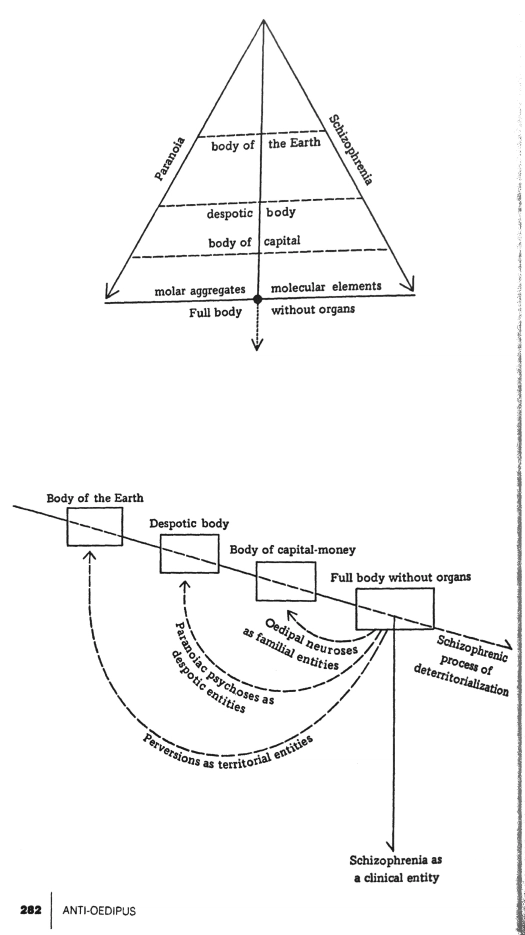 Paranoia
Schizophrenia
body of the Earth
despotic body
body of capital
molar aggregates molecular elements
Full body without organs
Body of the Earth
Despotic body
Body of capital-money
Full body without organs
Oedipal neuroses
as familial entities
Schizophrenic
process of
deterritorialization
Paranoiac psychoses as
despotic entities
Perversions as territorial entities
Schizophrenia as
a clinical entity
282 ANTI-OEDIPUS